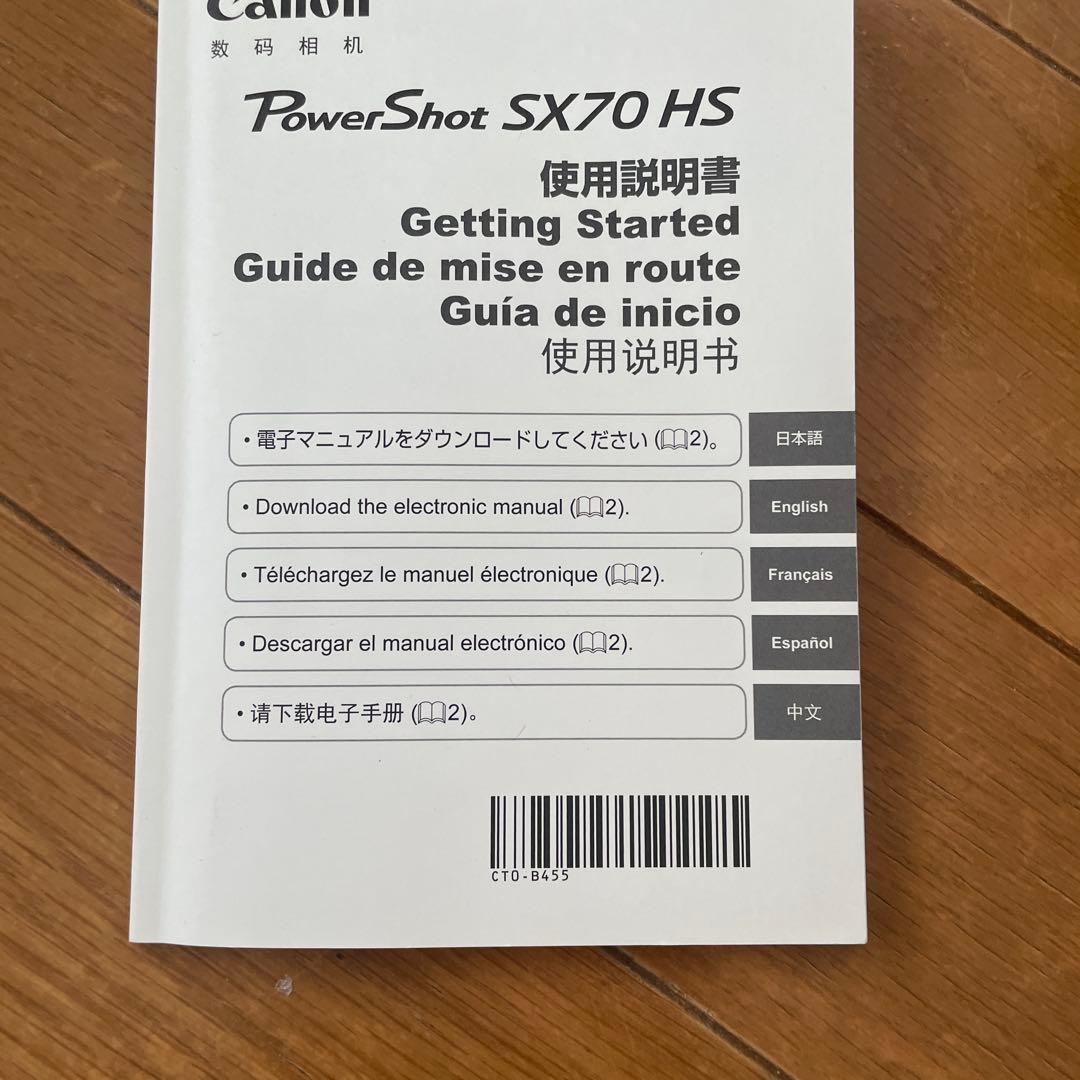 Canon
数码相机
PowerShot SX70 HS
使用説明書
Getting Started
Guide de mise en route
Guía de inicio
使用说明书
・電子マニュアルをダウンロードしてください (📖2)。 日本語
• Download the electronic manual (📖2). English
• Téléchargez le manuel électronique (📖2). Français
• Descargar el manual electrónico (📖2). Español
• 请下载电子手册 (📖2)。 中文
CT0-B455